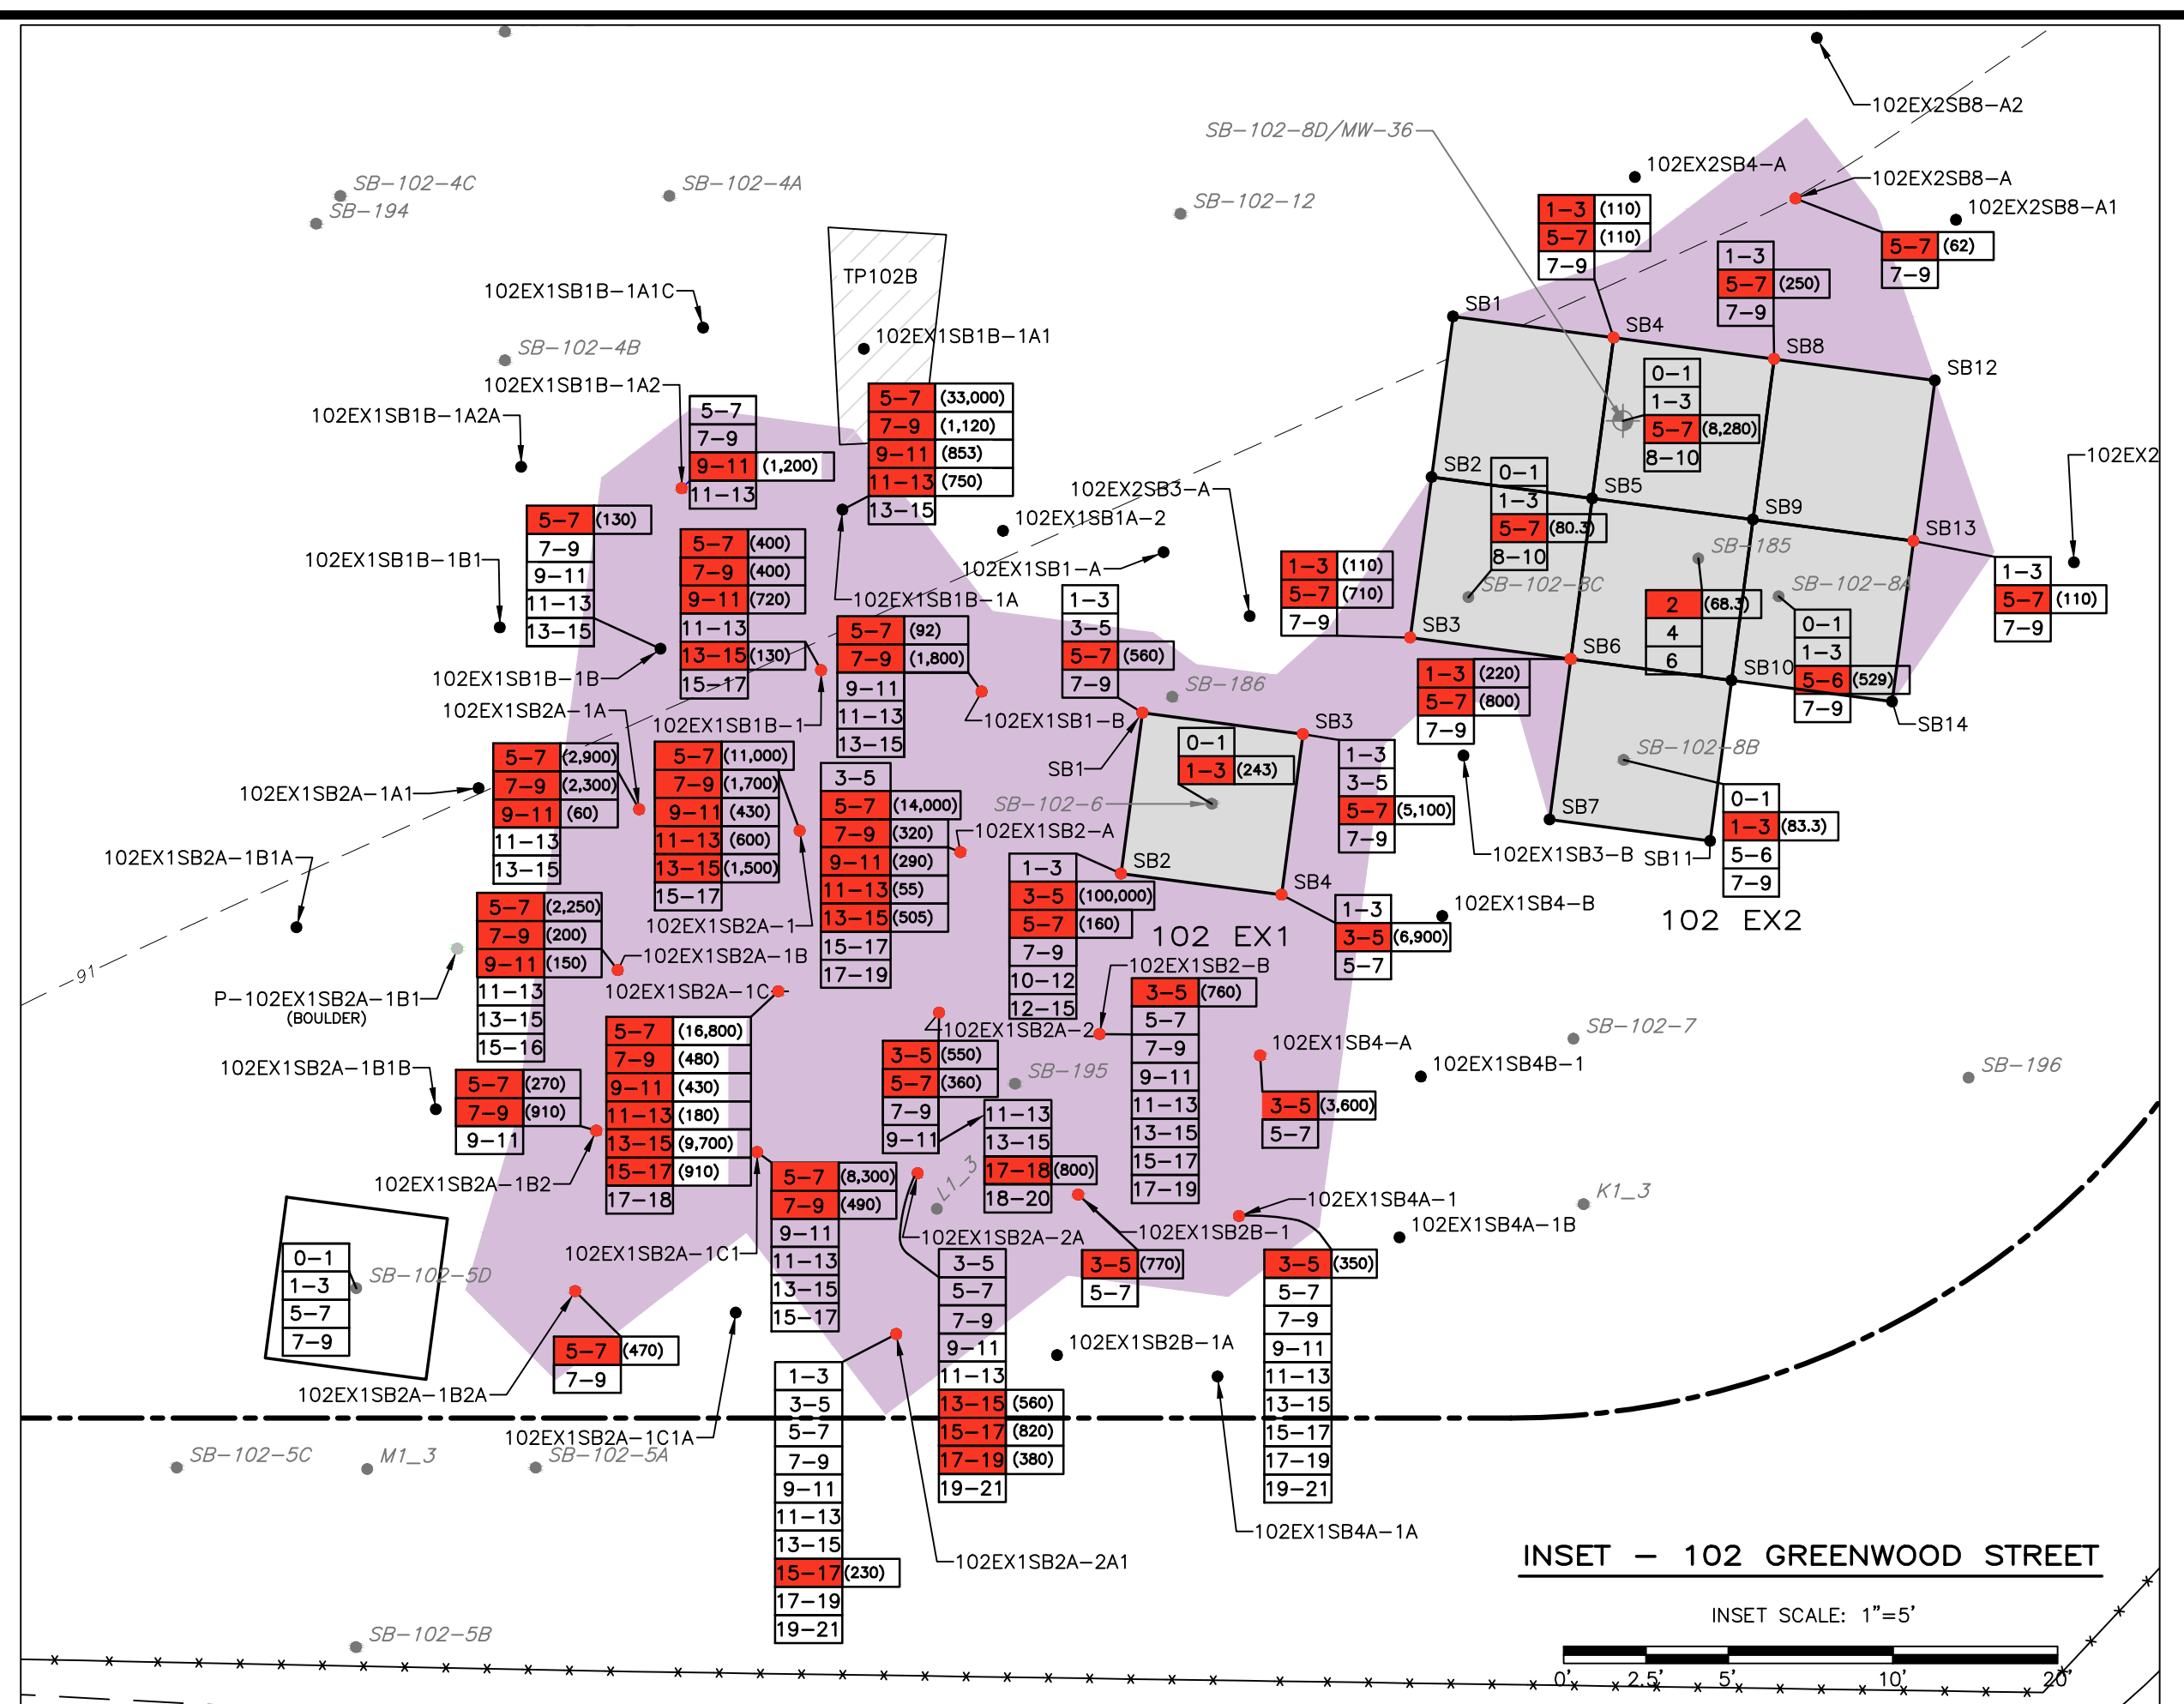 102EX2SB8-A2
SB-102-8D/MW-36
102EX2SB4-A
102EX2SB8-A
SB-102-4C
SB-102-4A
SB-194
SB-102-12
1-3 (110)
5-7 (110)
7-9
102EX2SB8-A1
5-7 (62)
7-9
1-3
5-7 (250)
7-9
TP102B
102EX1SB1B-1A1C
SB1
SB4
SB8
SB12
102EX1SB1B-1A1
SB-102-4B
102EX1SB1B-1A2
0-1
1-3
5-7 (8,280)
8-10
102EX1SB1B-1A2A
5-7
7-9
9-11 (1,200)
11-13
5-7 (33,000)
7-9 (1,120)
9-11 (853)
11-13 (750)
13-15
102EX2
SB2
SB5
SB9
SB13
0-1
1-3
5-7 (80.3)
8-10
102EX2SB3-A
102EX1SB1A-2
102EX1SB1-A
5-7 (130)
7-9
9-11
11-13
13-15
5-7 (400)
7-9 (400)
9-11 (720)
11-13
13-15 (130)
15-17
102EX1SB1B-1B1
102EX1SB1B-1A
SB-185
SB-102-8C
SB-102-8A
1-3 (110)
5-7 (710)
7-9
2 (68.3)
4
6
0-1
1-3
5-6 (529)
7-9
1-3
5-7 (110)
7-9
1-3
3-5
5-7 (560)
7-9
5-7 (92)
7-9 (1,800)
9-11
11-13
13-15
SB3
SB6
SB10
SB14
1-3 (220)
5-7 (800)
7-9
102EX1SB1B-1B
102EX1SB2A-1A
102EX1SB1B-1
102EX1SB1-B
SB-186
SB3
SB1
0-1
1-3 (243)
SB-102-6
1-3
3-5
5-7 (5,100)
7-9
SB-102-8B
SB7
SB11
0-1
1-3 (83.3)
5-6
7-9
102EX1SB3-B
102 EX2
5-7 (2,900)
7-9 (2,300)
9-11 (60)
11-13
13-15
5-7 (11,000)
7-9 (1,700)
9-11 (430)
11-13 (600)
13-15 (1,500)
15-17
3-5
5-7 (14,000)
7-9 (320)
9-11 (290)
11-13 (55)
13-15 (505)
15-17
17-19
102EX1SB2A-1A1
102EX1SB2-A
102EX1SB2A-1B1A
SB2
SB4
1-3
3-5 (100,000)
5-7 (160)
7-9
10-12
12-15
102 EX1
1-3
3-5 (6,900)
5-7
102EX1SB4-B
102EX1SB2A-1
5-7 (2,250)
7-9 (200)
9-11 (150)
11-13
13-15
15-16
102EX1SB2A-1B
102EX1SB2A-1C
91
P-102EX1SB2A-1B1
(BOULDER)
102EX1SB2-B
3-5 (760)
5-7
7-9
9-11
11-13
13-15
15-17
17-19
102EX1SB2A-2
102EX1SB4-A
SB-102-7
SB-196
102EX1SB4B-1
102EX1SB2A-1B1B
5-7 (270)
7-9 (910)
9-11
5-7 (16,800)
7-9 (480)
9-11 (430)
11-13 (180)
13-15 (9,700)
15-17 (910)
17-18
3-5 (550)
5-7 (360)
7-9
9-11
SB-195
11-13
13-15
17-18 (800)
18-20
3-5 (3,600)
5-7
102EX1SB2A-1B2
5-7 (8,300)
7-9 (490)
9-11
11-13
13-15
15-17
L1_3
K1_3
102EX1SB4A-1
102EX1SB4A-1B
102EX1SB2B-1
102EX1SB2A-2A
102EX1SB2A-1C1
0-1
1-3
5-7
7-9
SB-102-5D
3-5
5-7
7-9
9-11
11-13
13-15 (560)
15-17 (820)
17-19 (380)
19-21
3-5 (770)
5-7
3-5 (350)
5-7
7-9
9-11
11-13
13-15
15-17
17-19
19-21
5-7 (470)
7-9
102EX1SB2A-1B2A
102EX1SB2B-1A
1-3
3-5
5-7
7-9
9-11
11-13
13-15
15-17 (230)
17-19
19-21
102EX1SB2A-1C1A
SB-102-5C
M1_3
SB-102-5A
102EX1SB4A-1A
102EX1SB2A-2A1
SB-102-5B
INSET - 102 GREENWOOD STREET
INSET SCALE: 1"=5'
0' 2.5' 5' 10' 20'